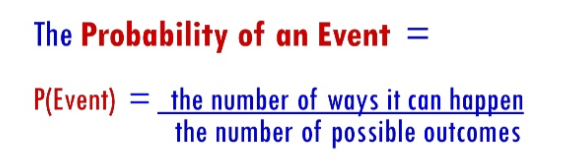 The Probability of an Event =
P(Event) = the number of ways it can happen
the number of possible outcomes